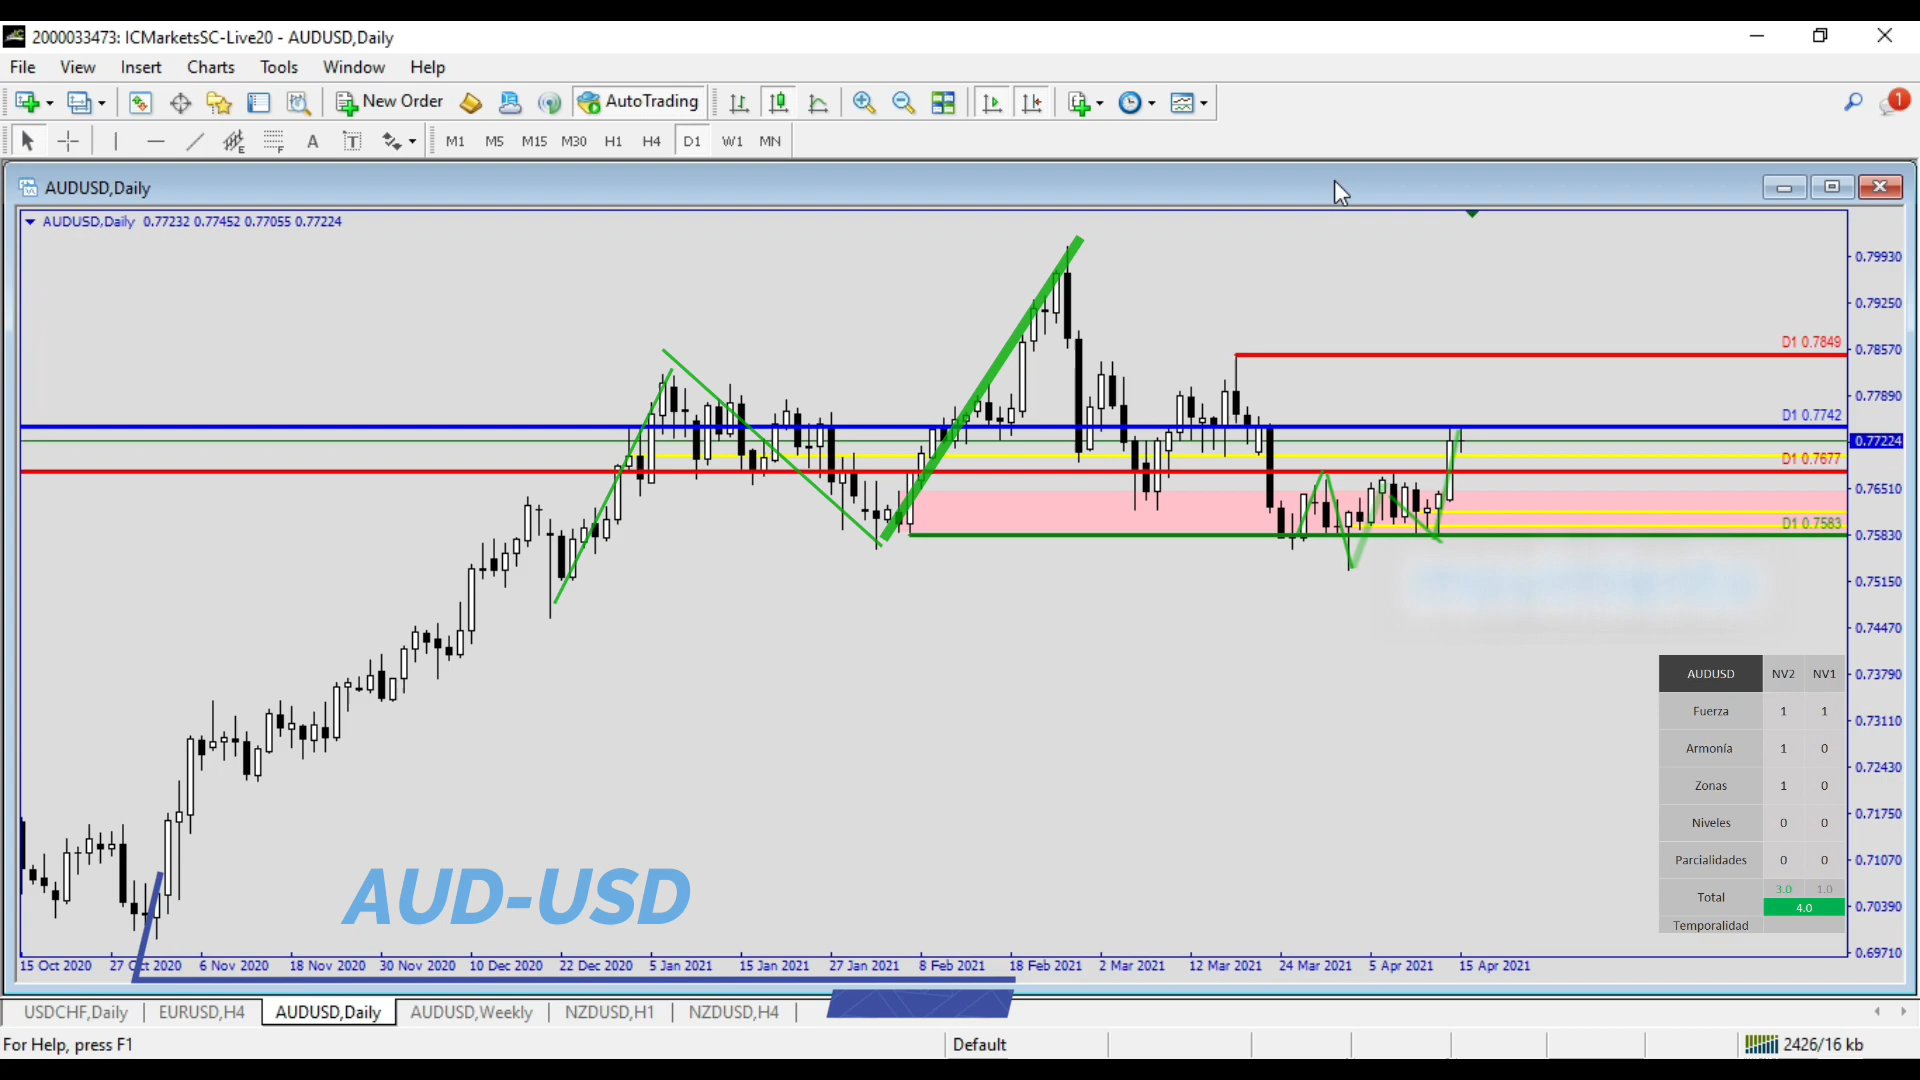 2000033473: ICMarketsSC-Live20 - AUDUSD,Daily
File View Insert Charts Tools Window Help
New Order AutoTrading 1
A T M1 M5 M15 M30 H1 H4 D1 W1 MN
AUDUSD,Daily
AUDUSD,Daily 0.77232 0.77452 0.77055 0.77224
0.79930
0.79250
D1 0.7849
0.78570
0.77890
D1 0.7742
0.77224
D1 0.7677
0.76510
D1 0.7583
0.75830
0.75150
0.74470
0.73790
0.73110
0.72430
0.71750
0.71070
0.70390
0.69710
AUDUSD NV2 NV1
Fuerza 1 1
Armonía 1 0
Zonas 1 0
Niveles 0 0
Parcialidades 0 0
Total 3.0 1.0
4.0
Temporalidad
AUD-USD
15 Oct 2020 27 Oct 2020 6 Nov 2020 18 Nov 2020 30 Nov 2020 10 Dec 2020 22 Dec 2020 5 Jan 2021 15 Jan 2021 27 Jan 2021 8 Feb 2021 18 Feb 2021 2 Mar 2021 12 Mar 2021 24 Mar 2021 5 Apr 2021 15 Apr 2021
USDCHF,Daily EURUSD,H4 AUDUSD,Daily AUDUSD,Weekly NZDUSD,H1 NZDUSD,H4
For Help, press F1 Default 2426/16 kb